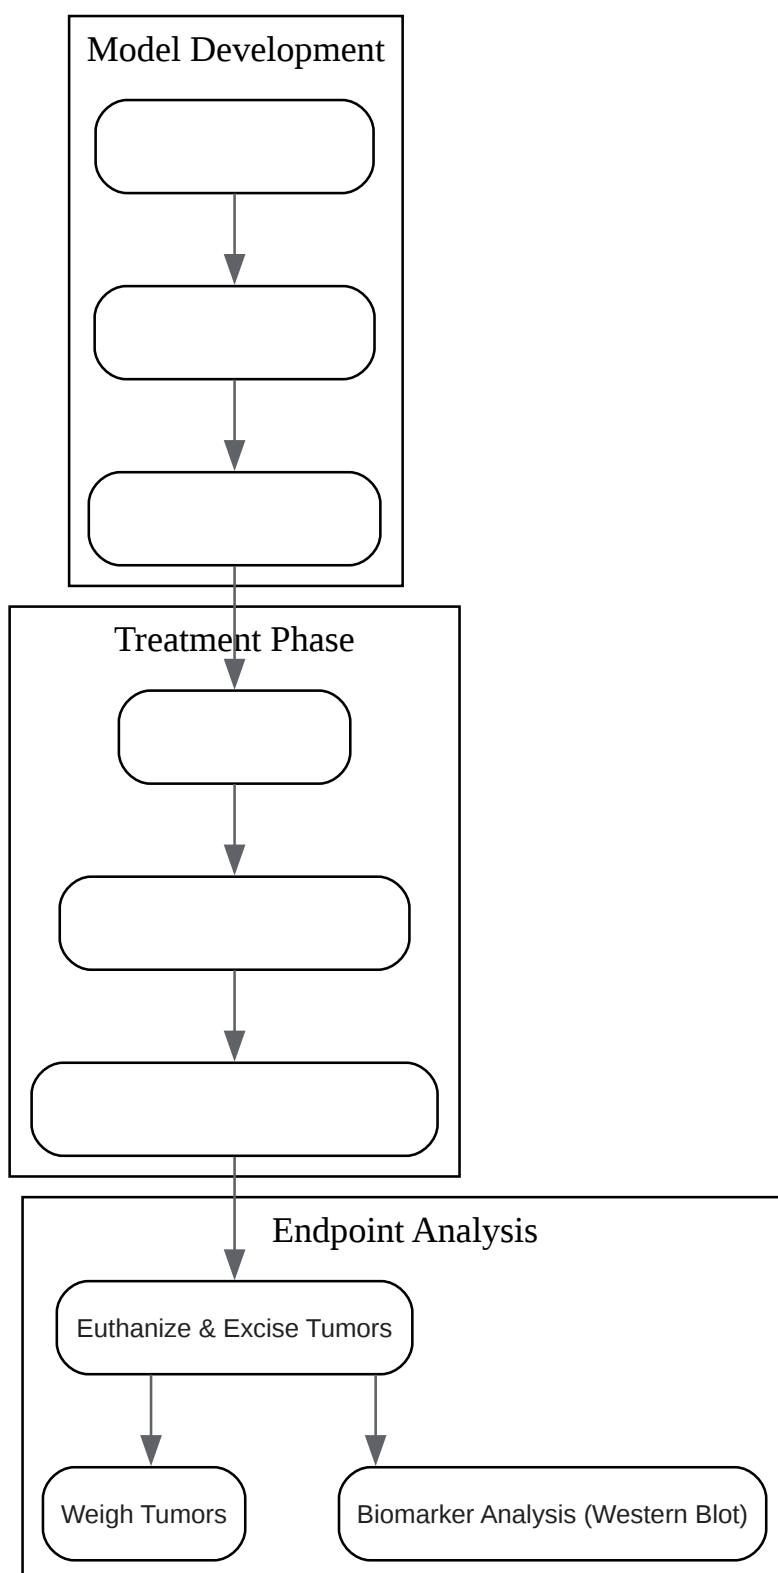 Model Development
Treatment Phase
Endpoint Analysis
Euthanize & Excise Tumors
Weigh Tumors
Biomarker Analysis (Western Blot)